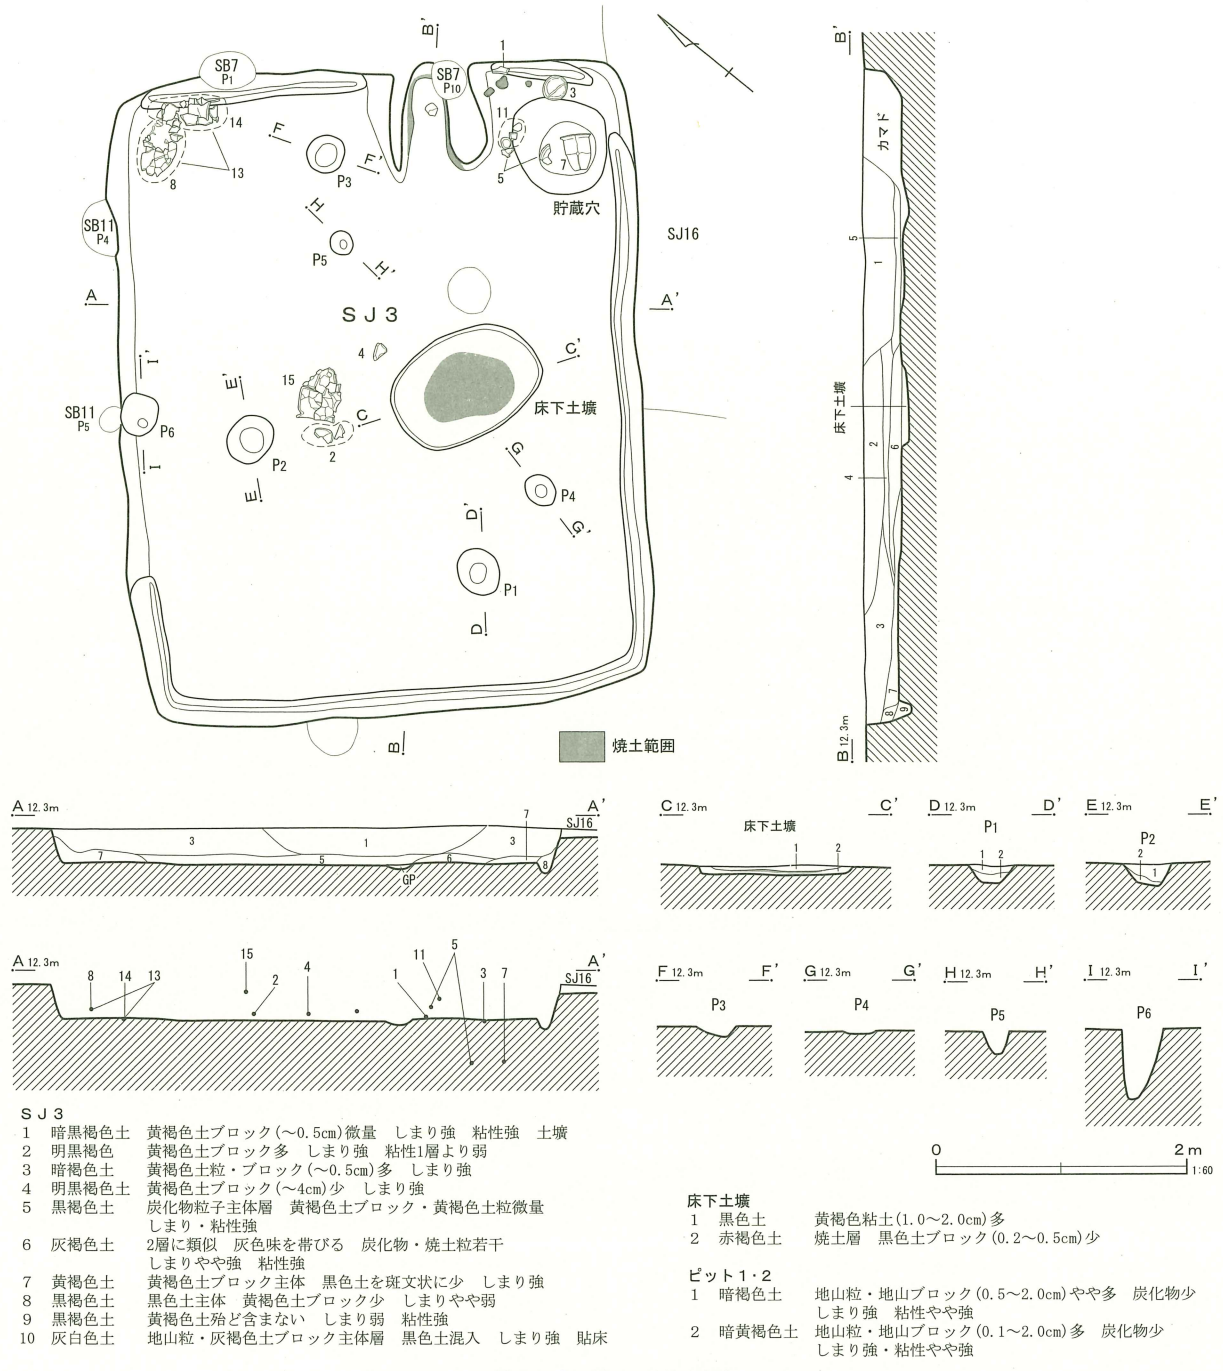 B'
SB7
P1
SB7
P10
1
3
11
14
13
8
F
F'
P3
5
7
貯蔵穴
SB11
P4
H
P5
H'
SJ16
A
A'
SJ3
4
C'
I'
E'
15
C
床下土壙
SB11
P5
P6
P2
2
I
E
G
P4
G'
D'
P1
D
B
焼土範囲
B'
カマド
5
1
床下土壙
2
6
4
3
7
8
9
B 12.3m
A 12.3m
A'
SJ16
7
3
1
3
7
5
6
8
GP
C 12.3m
C'
床下土壙
1
2
D 12.3m
D'
P1
1
2
E 12.3m
E'
P2
2
1
A 12.3m
A'
SJ16
8
14
13
15
2
4
1
11
5
3
7
F 12.3m
F'
P3
G 12.3m
G'
P4
H 12.3m
H'
P5
I 12.3m
I'
P6
0 2m
1:60
SJ3
1 暗黒褐色土 黄褐色土ブロック(～0.5cm)微量 しまり強 粘性強 土壙
2 明黒褐色 黄褐色土ブロック多 しまり強 粘性1層より弱
3 暗褐色土 黄褐色土粒・ブロック(～0.5cm)多 しまり強
4 明黒褐色土 黄褐色土ブロック(～4cm)少 しまり強
5 黒褐色土 炭化物粒子主体層 黄褐色土ブロック・黄褐色土粒微量
しまり・粘性強
6 灰褐色土 2層に類似 灰色味を帯びる 炭化物・焼土粒若干
しまりやや強 粘性強
7 黄褐色土 黄褐色土ブロック主体 黒色土を斑文状に少 しまり強
8 黒褐色土 黒色土主体 黄褐色土ブロック少 しまりやや弱
9 黒褐色土 黄褐色土殆ど含まない しまり弱 粘性強
10 灰白色土 地山粒・灰褐色土ブロック主体層 黒色土混入 しまり強 貼床
床下土壙
1 黒色土 黄褐色粘土(1.0～2.0cm)多
2 赤褐色土 焼土層 黒色土ブロック(0.2～0.5cm)少
ピット1・2
1 暗褐色土 地山粒・地山ブロック(0.5～2.0cm)やや多 炭化物少
しまり強 粘性やや強
2 暗黄褐色土 地山粒・地山ブロック(0.1～2.0cm)多 炭化物少
しまり強・粘性やや強